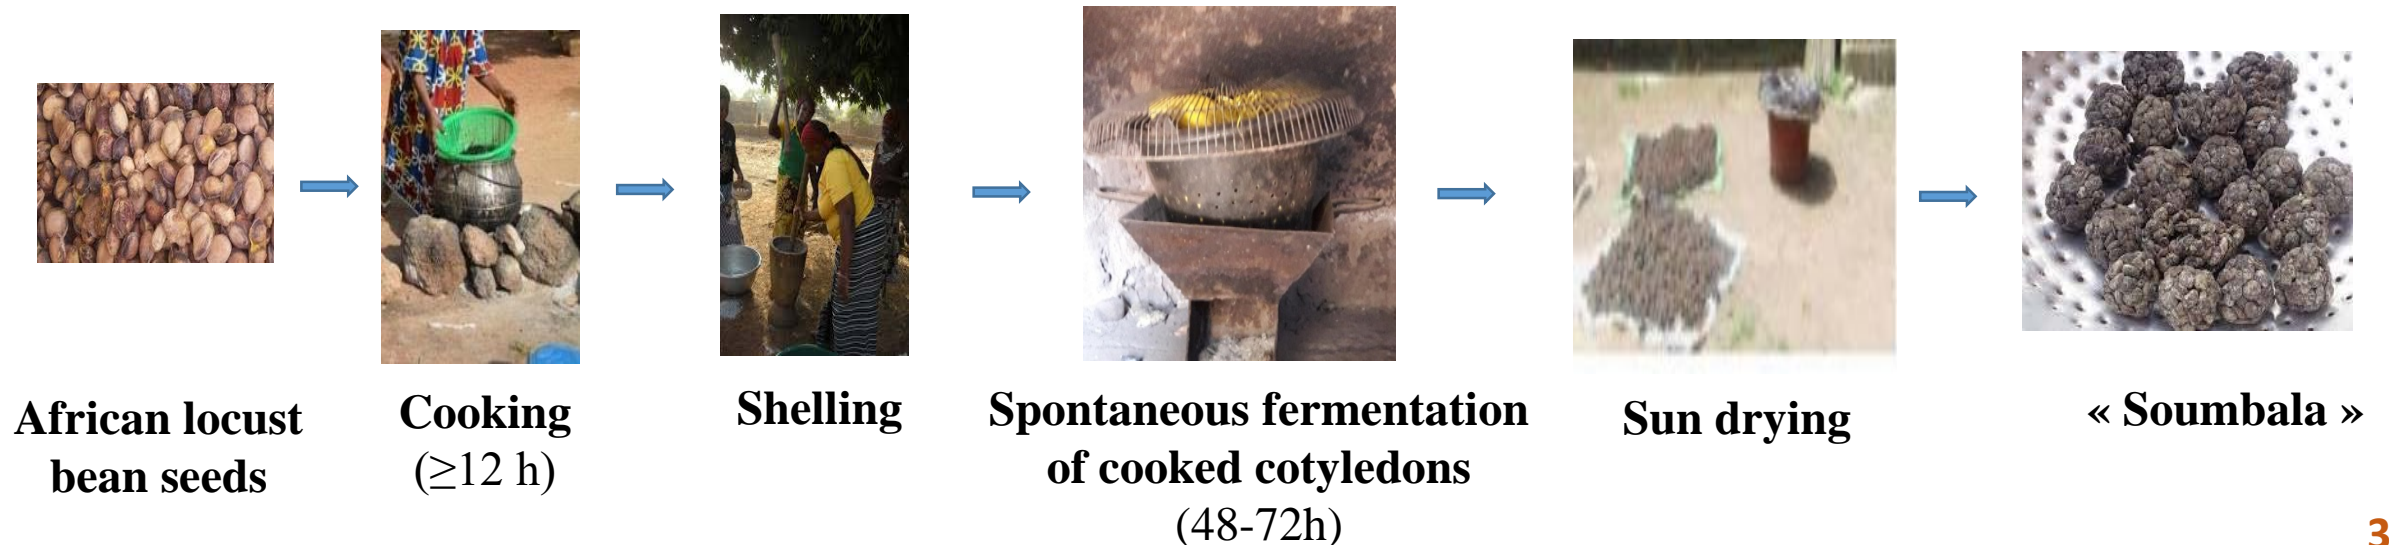 African locust
bean seeds
Cooking
(≥12 h)
Shelling
Spontaneous fermentation
of cooked cotyledons
(48-72h)
Sun drying
« Soumbala »
3